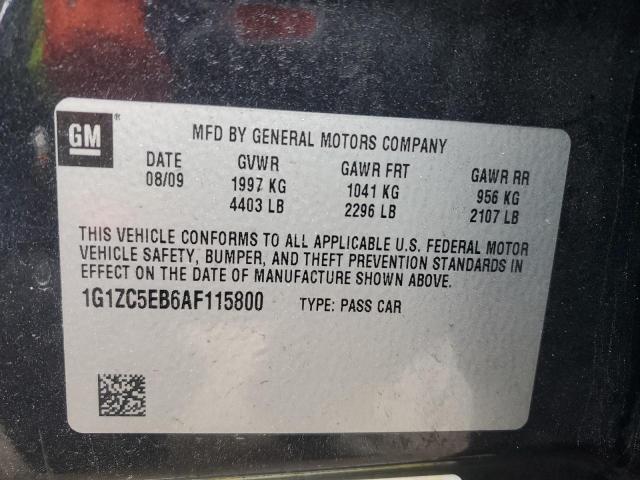 GM ®
MFD BY GENERAL MOTORS COMPANY
DATE GVWR GAWR FRT GAWR RR
08/09 1997 KG 1041 KG 956 KG
4403 LB 2296 LB 2107 LB
THIS VEHICLE CONFORMS TO ALL APPLICABLE U.S. FEDERAL MOTOR
VEHICLE SAFETY, BUMPER, AND THEFT PREVENTION STANDARDS IN
EFFECT ON THE DATE OF MANUFACTURE SHOWN ABOVE.
1G1ZC5EB6AF115800 TYPE: PASS CAR